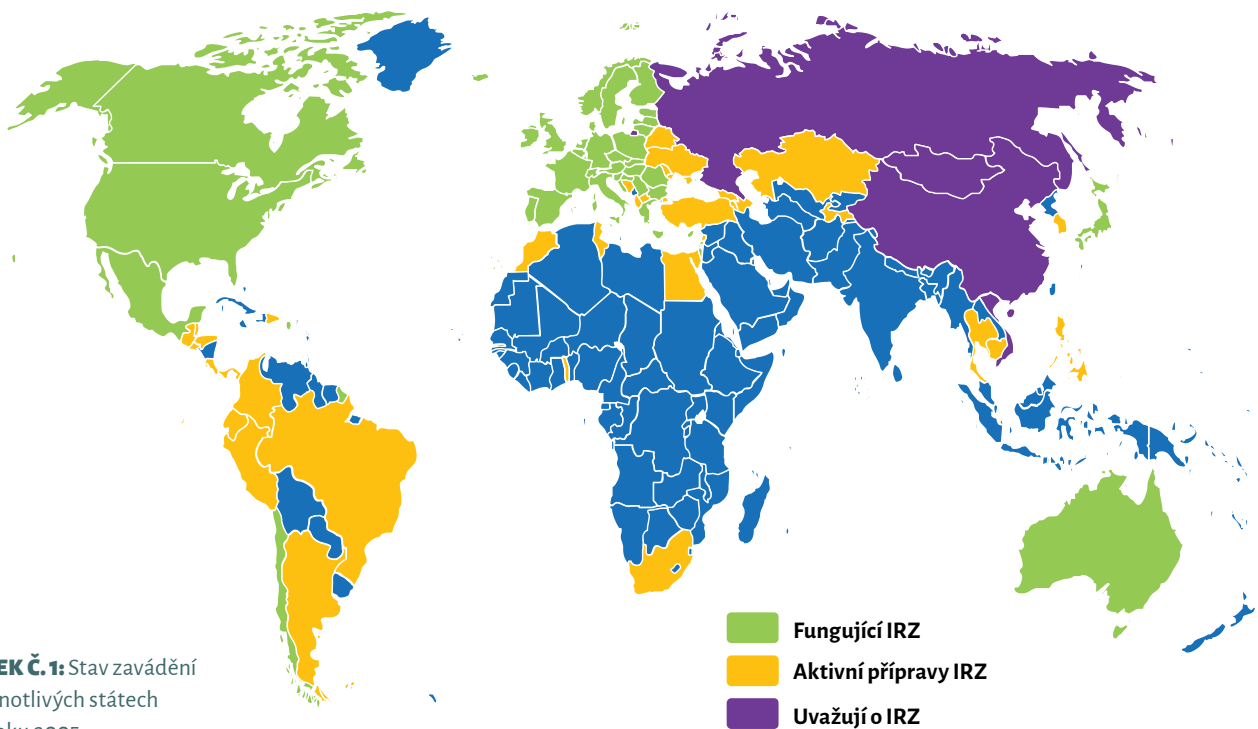 Fungující IRZ
Aktivní přípravy IRZ
Uvažují o IRZ
EK Č. 1: Stav zavádění
notlivých státech